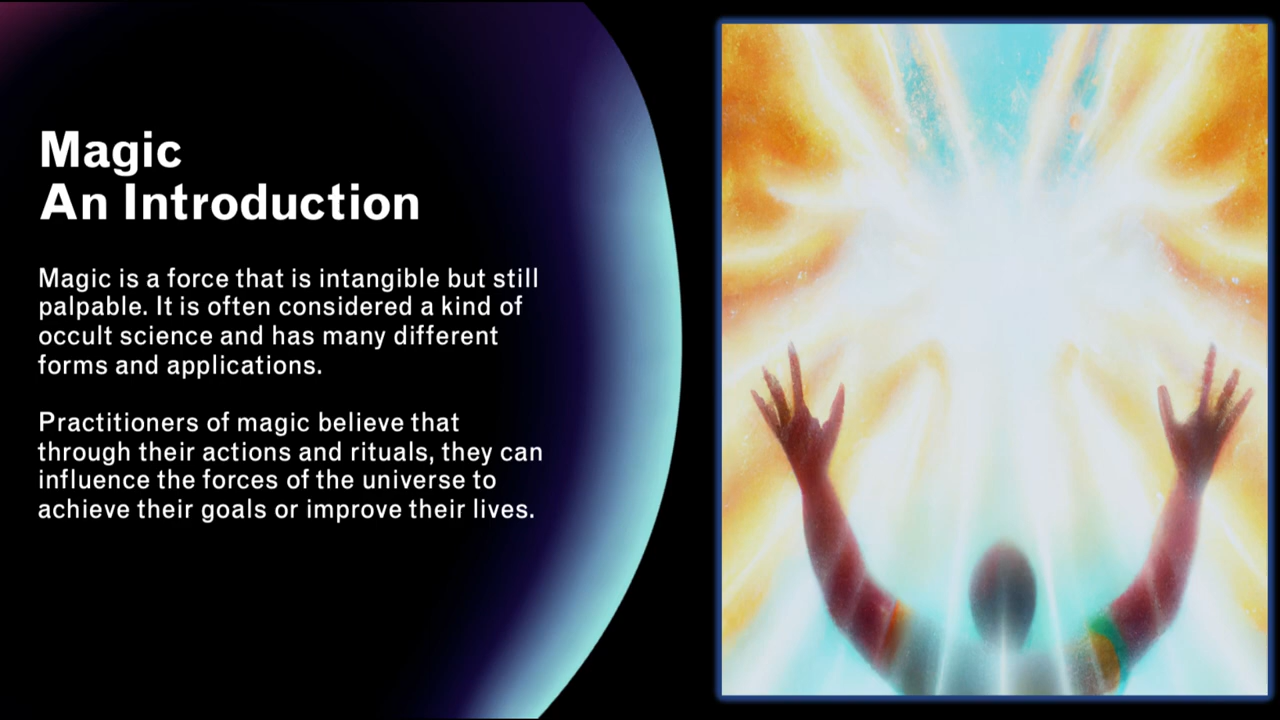 Magic
An Introduction
Magic is a force that is intangible but still
palpable. It is often considered a kind of
occult science and has many different
forms and applications.
Practitioners of magic believe that
through their actions and rituals, they can
influence the forces of the universe to
achieve their goals or improve their lives.